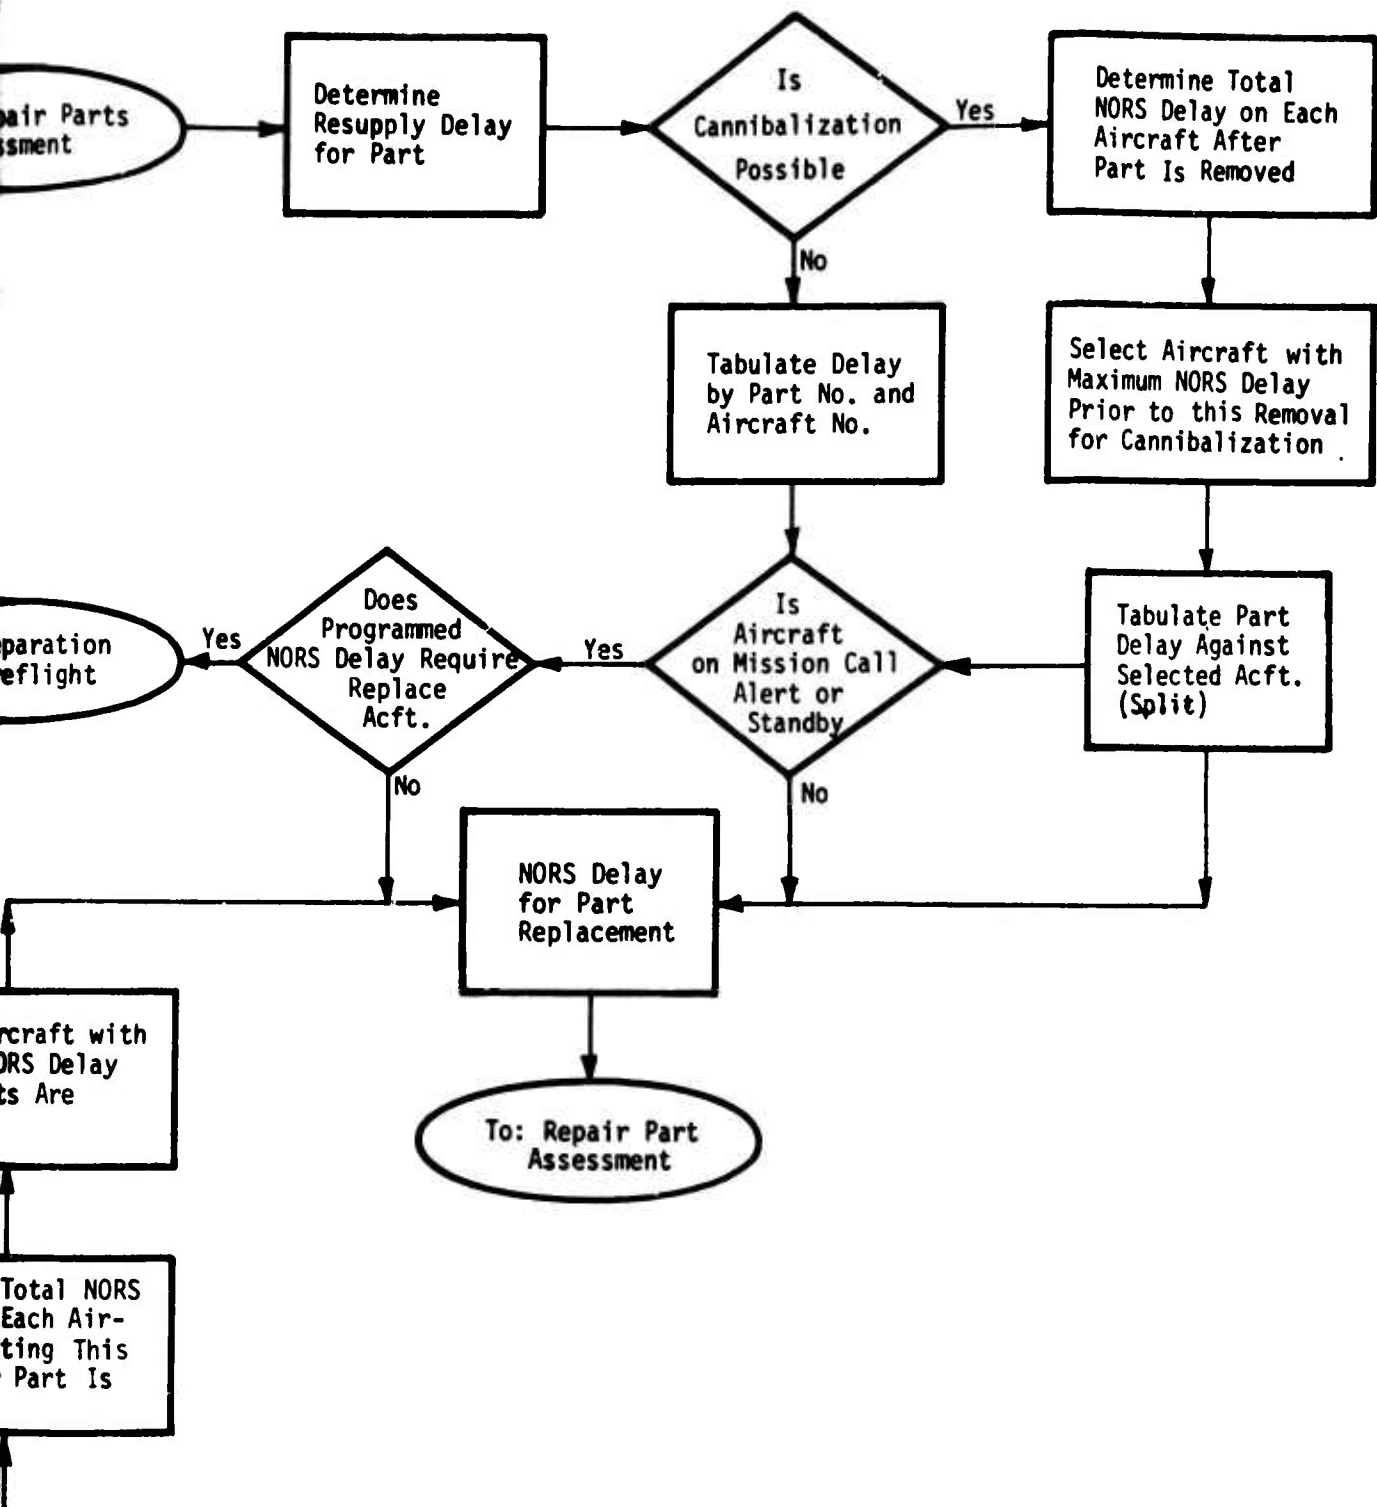 pair Parts
ssment
Determine
Resupply Delay
for Part
Is
Cannibalization
Possible
Yes
Determine Total
NORS Delay on Each
Aircraft After
Part Is Removed
No
Tabulate Delay
by Part No. and
Aircraft No.
Select Aircraft with
Maximum NORS Delay
Prior to this Removal
for Cannibalization
eparation
eflight
Yes
Does
Programmed
NORS Delay Require
Replace
Acft.
Yes
Is
Aircraft
on Mission Call
Alert or
Standby
Tabulate Part
Delay Against
Selected Acft.
(Split)
No
No
NORS Delay
for Part
Replacement
rcraft with
ORS Delay
ts Are
To: Repair Part
Assessment
Total NORS
Each Air-
ting This
Part Is